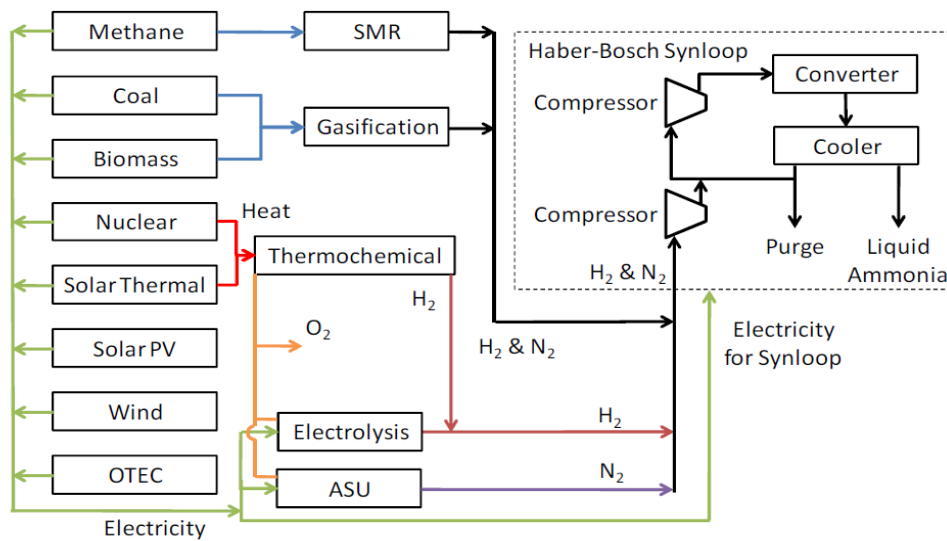 Methane
SMR
Haber-Bosch Synloop
Converter
Coal
Compressor
Gasification
Biomass
Cooler
Nuclear
Heat
Compressor
Thermochemical
Purge
Liquid
Ammonia
Solar Thermal
H₂
H₂ & N₂
O₂
Solar PV
H₂ & N₂
Electricity
for Synloop
Wind
Electrolysis
H₂
OTEC
ASU
N₂
Electricity